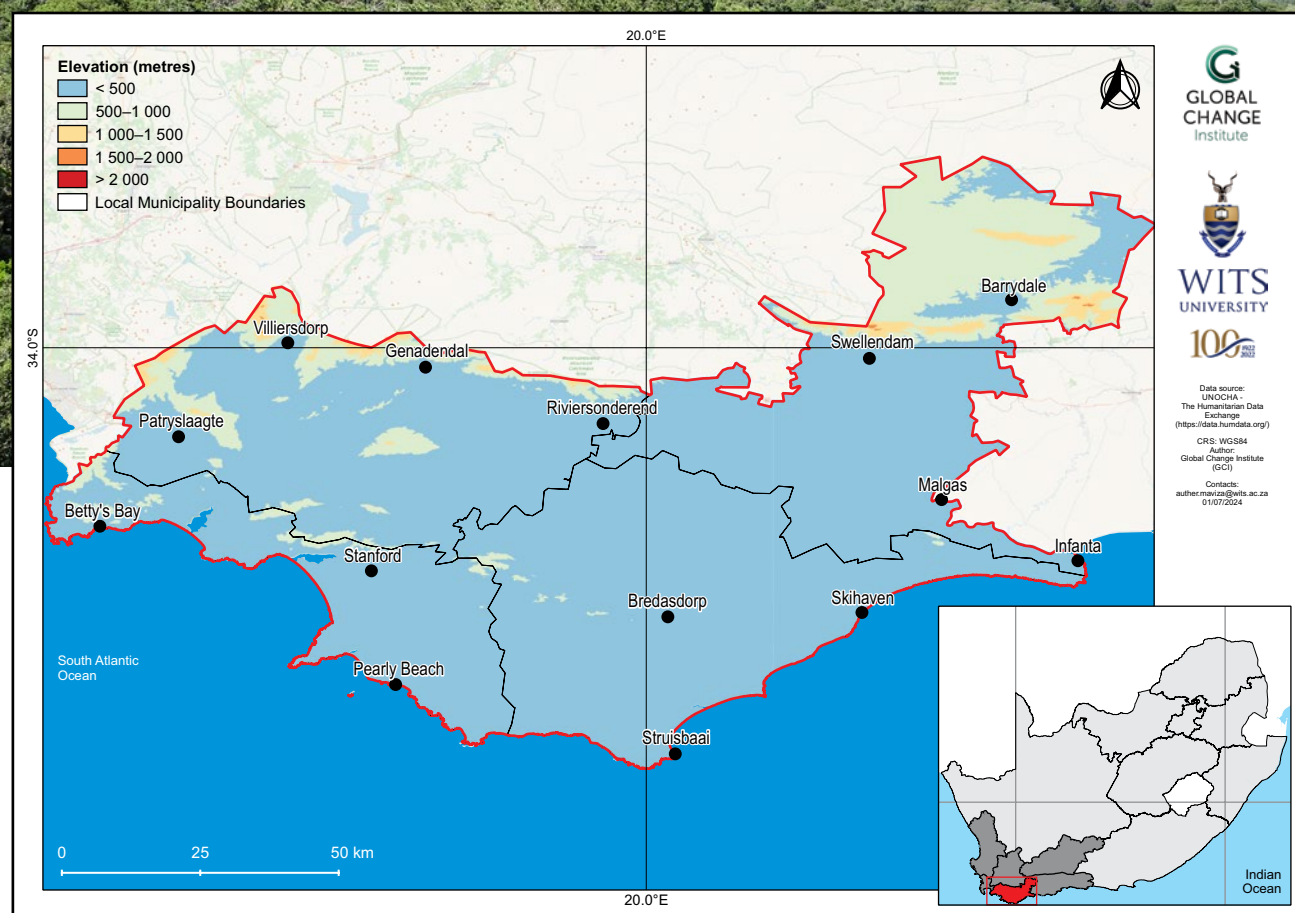 20.0°E
Elevation (metres)
< 500
500–1 000
1 000–1 500
1 500–2 000
> 2 000
Local Municipality Boundaries
34.0°S
Villiersdorp
Genadendal
Patryslaagte
Betty's Bay
Riviersonderend
Barrydale
Swellendam
Malgas
Infanta
Stanford
Bredasdorp
Skihaven
Pearly Beach
Struisbaai
South Atlantic
Ocean
0 25 50 km
20.0°E
Indian
Ocean
G
GLOBAL
CHANGE
Institute
WITS
UNIVERSITY
100 1922
2022
Data source:
UNOCHA -
The Humanitarian Data
Exchange
(https://data.humdata.org/)
CRS: WGS84
Author:
Global Change Institute
(GCI)
Contacts:
auther.maviza@wits.ac.za
01/07/2024